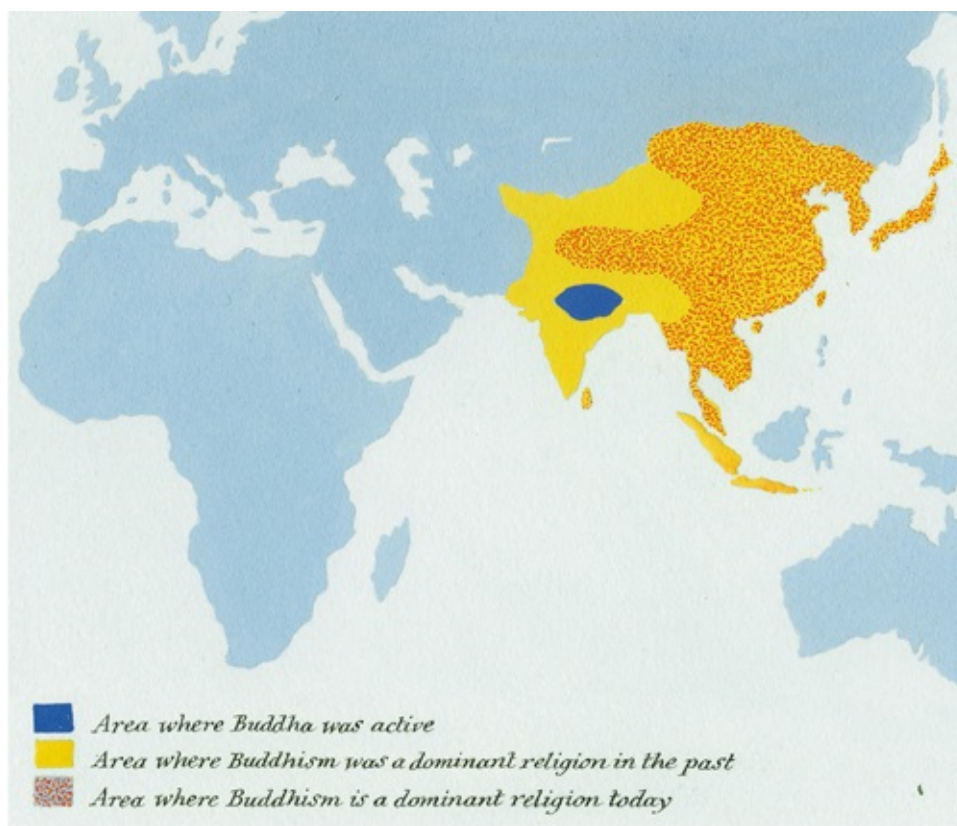 Area where Buddha was active
Area where Buddhism was a dominant religion in the past
Area where Buddhism is a dominant religion today